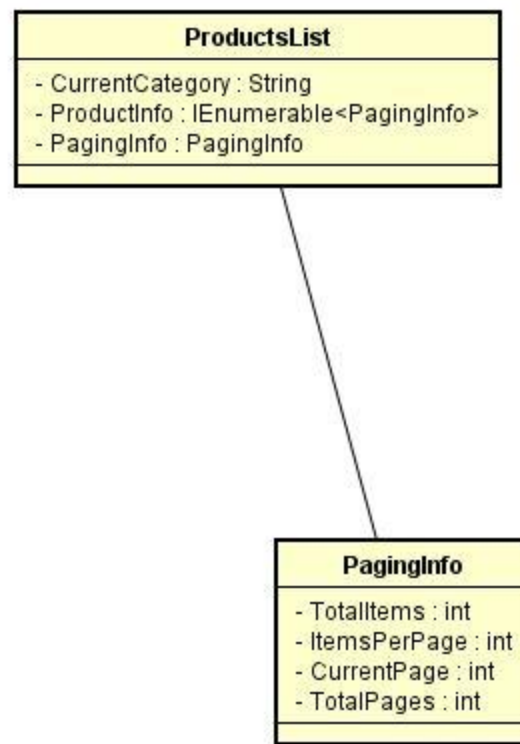 ProductsList
- CurrentCategory : String
- ProductInfo : IEnumerable<PagingInfo>
- PagingInfo : PagingInfo
PagingInfo
- TotalItems : int
- ItemsPerPage : int
- CurrentPage : int
- TotalPages : int